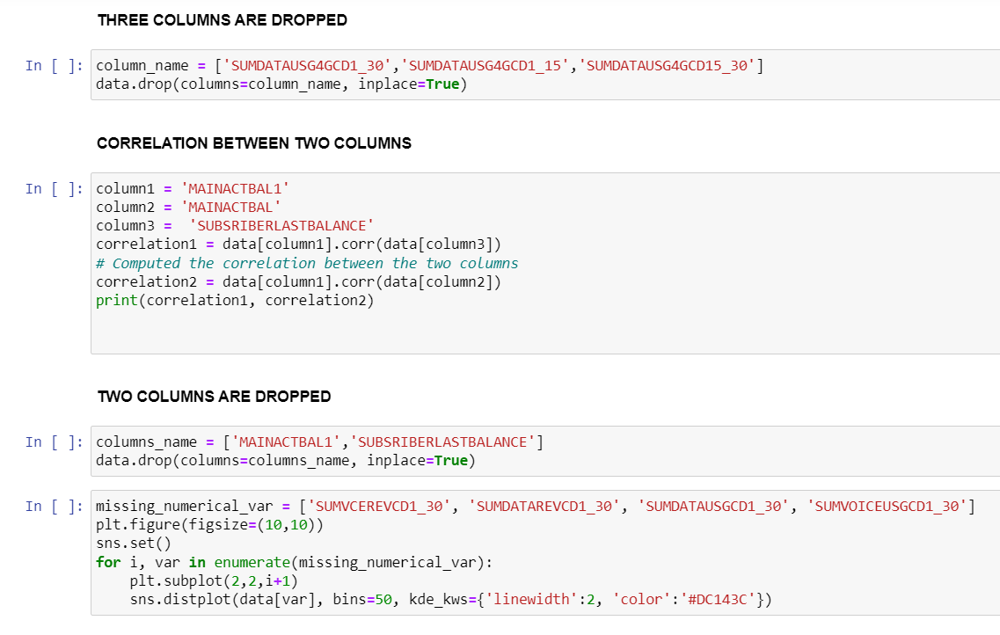 THREE COLUMNS ARE DROPPED
In [ ]: column_name = ['SUMDATAUSG4GCD1_30','SUMDATAUSG4GCD1_15','SUMDATAUSG4GCD15_30']
data.drop(columns=column_name, inplace=True)
CORRELATION BETWEEN TWO COLUMNS
In [ ]: column1 = 'MAINACTBAL1'
column2 = 'MAINACTBAL'
column3 =  'SUBSRIBERLASTBALANCE'
correlation1 = data[column1].corr(data[column3])
# Computed the correlation between the two columns
correlation2 = data[column1].corr(data[column2])
print(correlation1, correlation2)
TWO COLUMNS ARE DROPPED
In [ ]: columns_name = ['MAINACTBAL1','SUBSRIBERLASTBALANCE']
data.drop(columns=columns_name, inplace=True)
In [ ]: missing_numerical_var = ['SUMVCEREVCD1_30', 'SUMDATAREVCD1_30', 'SUMDATAUSGCD1_30', 'SUMVOICEUSGCD1_30']
plt.figure(figsize=(10,10))
sns.set()
for i, var in enumerate(missing_numerical_var):
    plt.subplot(2,2,i+1)
    sns.distplot(data[var], bins=50, kde_kws={'linewidth':2, 'color':'#DC143C'})